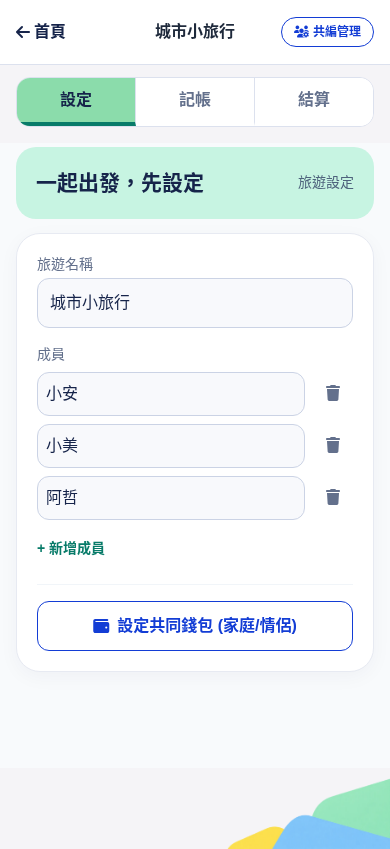 首頁
城市小旅行
共編管理
設定
記帳
結算
一起出發，先設定
旅遊設定
旅遊名稱
城市小旅行
成員
小安
小美
阿哲
+ 新增成員
設定共同錢包 (家庭/情侶)